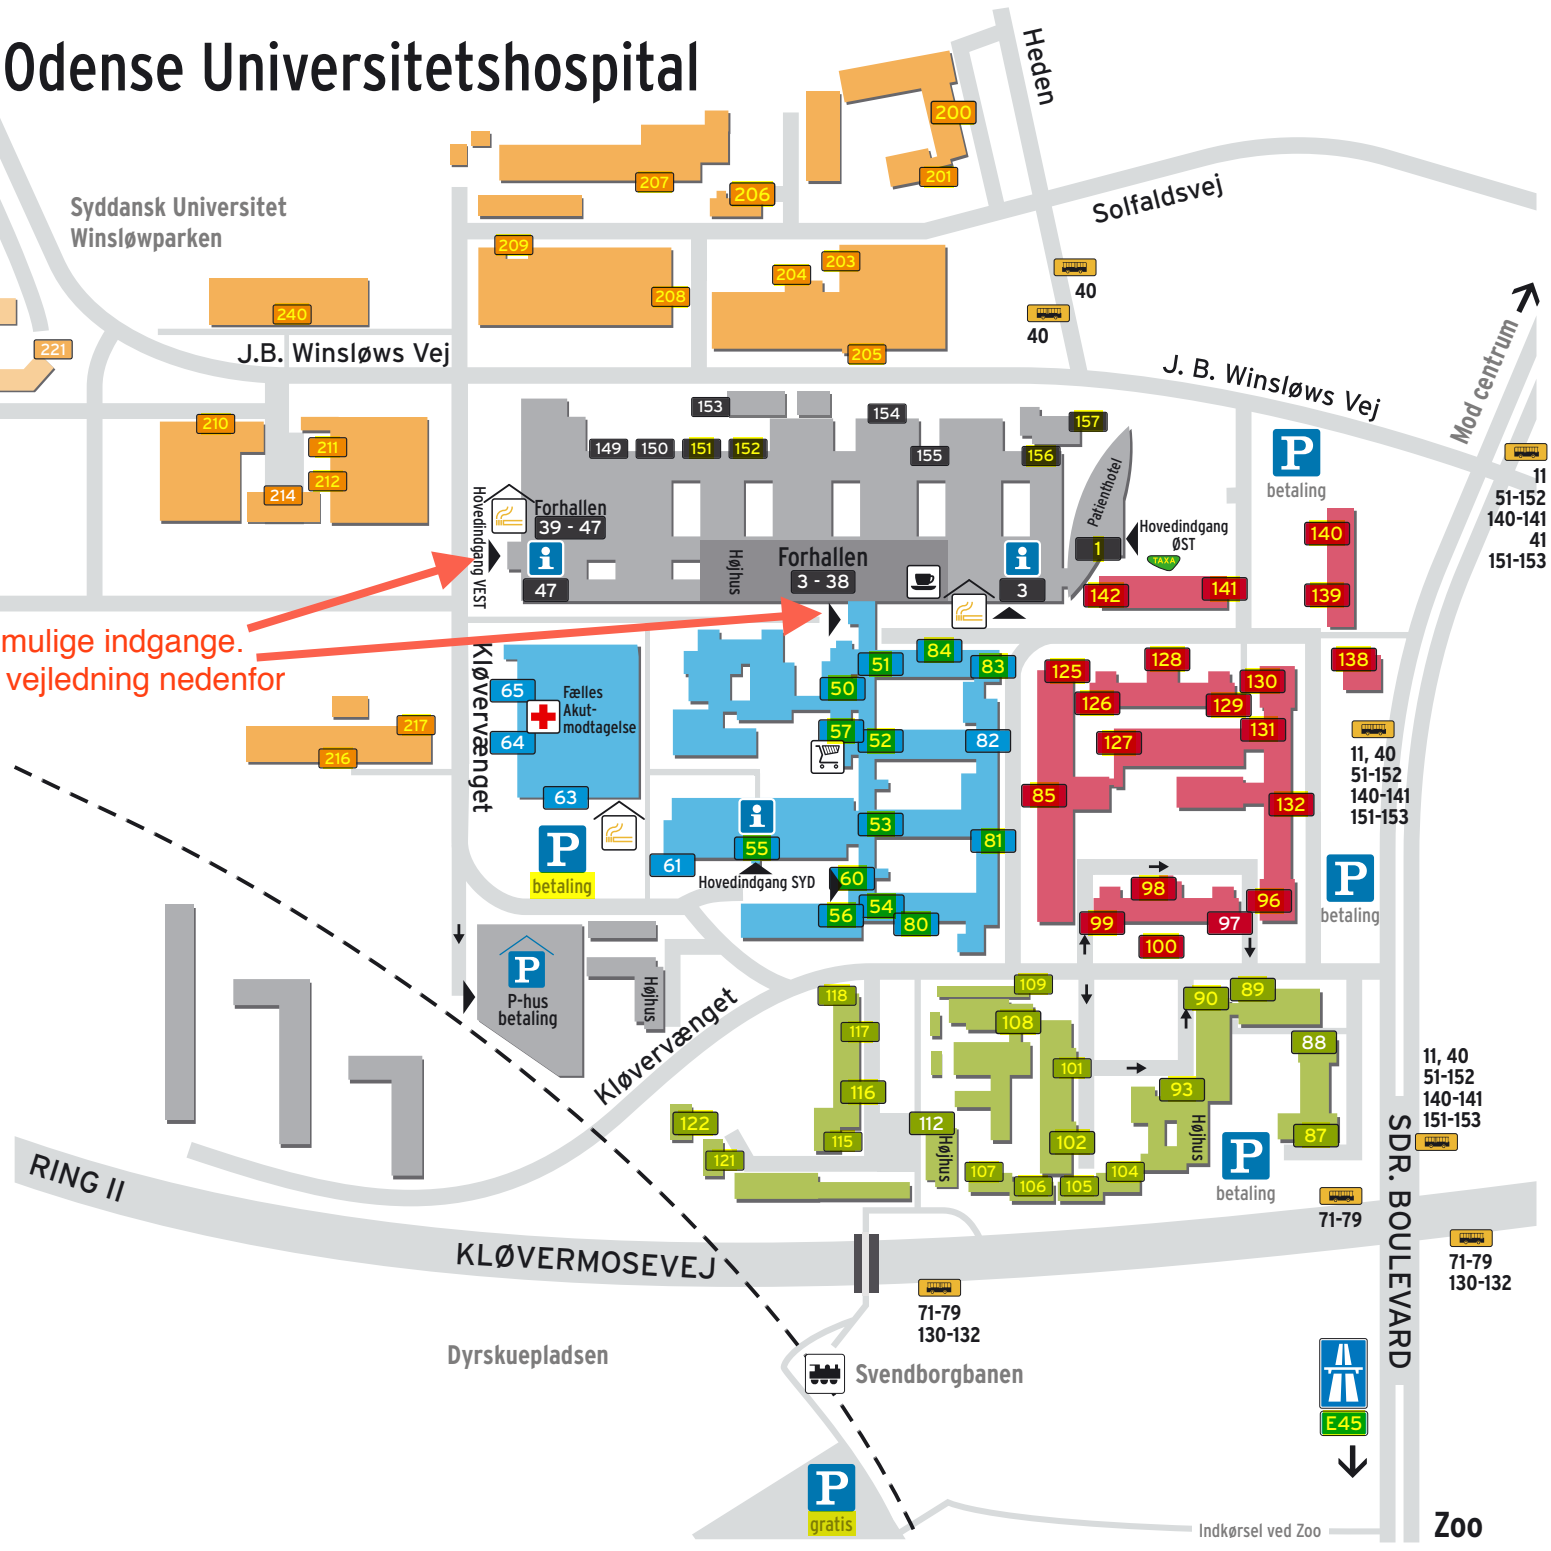 Odense Universitetshospital
Heden
200
201
207
206
Solfaldsvej
Syddansk Universitet
Winsløwparken
209
203
204
208
40
40
240
205
221
J.B. Winsløws Vej
J. B. Winsløws Vej
Mod centrum
210
211
212
214
153
154
157
149
150
151
152
155
156
P
betaling
11
51-152
140-141
41
151-153
Hovedindgang VEST
Forhallen
39 - 47
i
47
Højhus
Forhallen
3 - 38
i
3
Patienthotel
1
Hovedindgang
ØST
TAXA
142
141
140
139
mulige indgange.
vejledning nedenfor
Kløvervænget
65
64
63
Fælles
Akut-
modtagelse
51
84
83
50
57
52
82
125
128
130
126
129
127
131
138
11, 40
51-152
140-141
151-153
217
216
P
betaling
i
55
53
81
85
132
61
Hovedindgang SYD
60
56
54
80
98
99
97
96
100
P
betaling
P
P-hus
betaling
Højhus
Kløvervænget
118
117
116
115
109
108
101
102
90
89
88
93
87
Højhus
112
Højhus
107
106
105
104
122
121
P
betaling
11, 40
51-152
140-141
151-153
RING II
KLØVERMOSEVEJ
SDR. BOULEVARD
71-79
71-79
130-132
71-79
130-132
Dyrskuepladsen
Svendborgbanen
E45
P
gratis
Indkørsel ved Zoo
Zoo